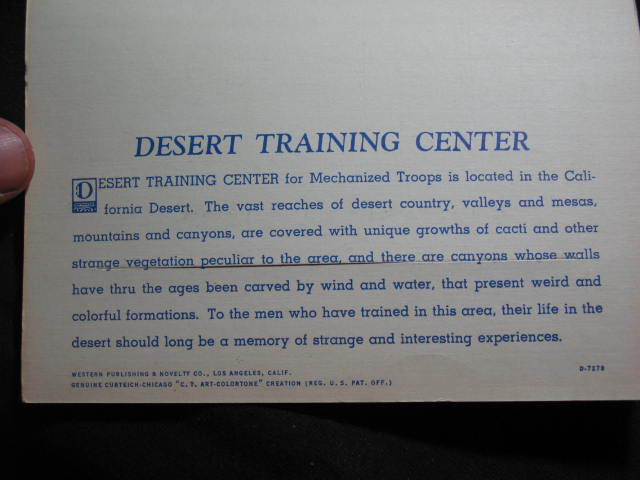 DESERT TRAINING CENTER
DESERT TRAINING CENTER for Mechanized Troops is located in the Cali-
fornia Desert. The vast reaches of desert country, valleys and mesas,
mountains and canyons, are covered with unique growths of cacti and other
strange vegetation peculiar to the area, and there are canyons whose walls
have thru the ages been carved by wind and water, that present weird and
colorful formations. To the men who have trained in this area, their life in the
desert should long be a memory of strange and interesting experiences.
WESTERN PUBLISHING & NOVELTY CO., LOS ANGELES, CALIF. D-7278
GENUINE CURTEICH-CHICAGO "C. T. ART-COLORTONE" CREATION (REG. U. S. PAT. OFF.)